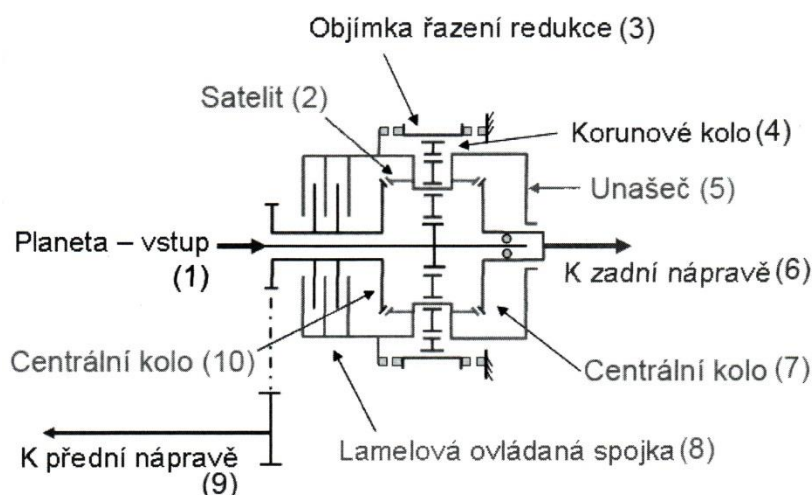 Objímka řazení redukce (3)
Satelit (2)
Korunové kolo (4)
Unašeč (5)
Planeta – vstup
(1)
K zadní nápravě
(6)
Centrální kolo (10)
Centrální kolo (7)
Lamelová ovládaná spojka (8)
K přední nápravě
(9)